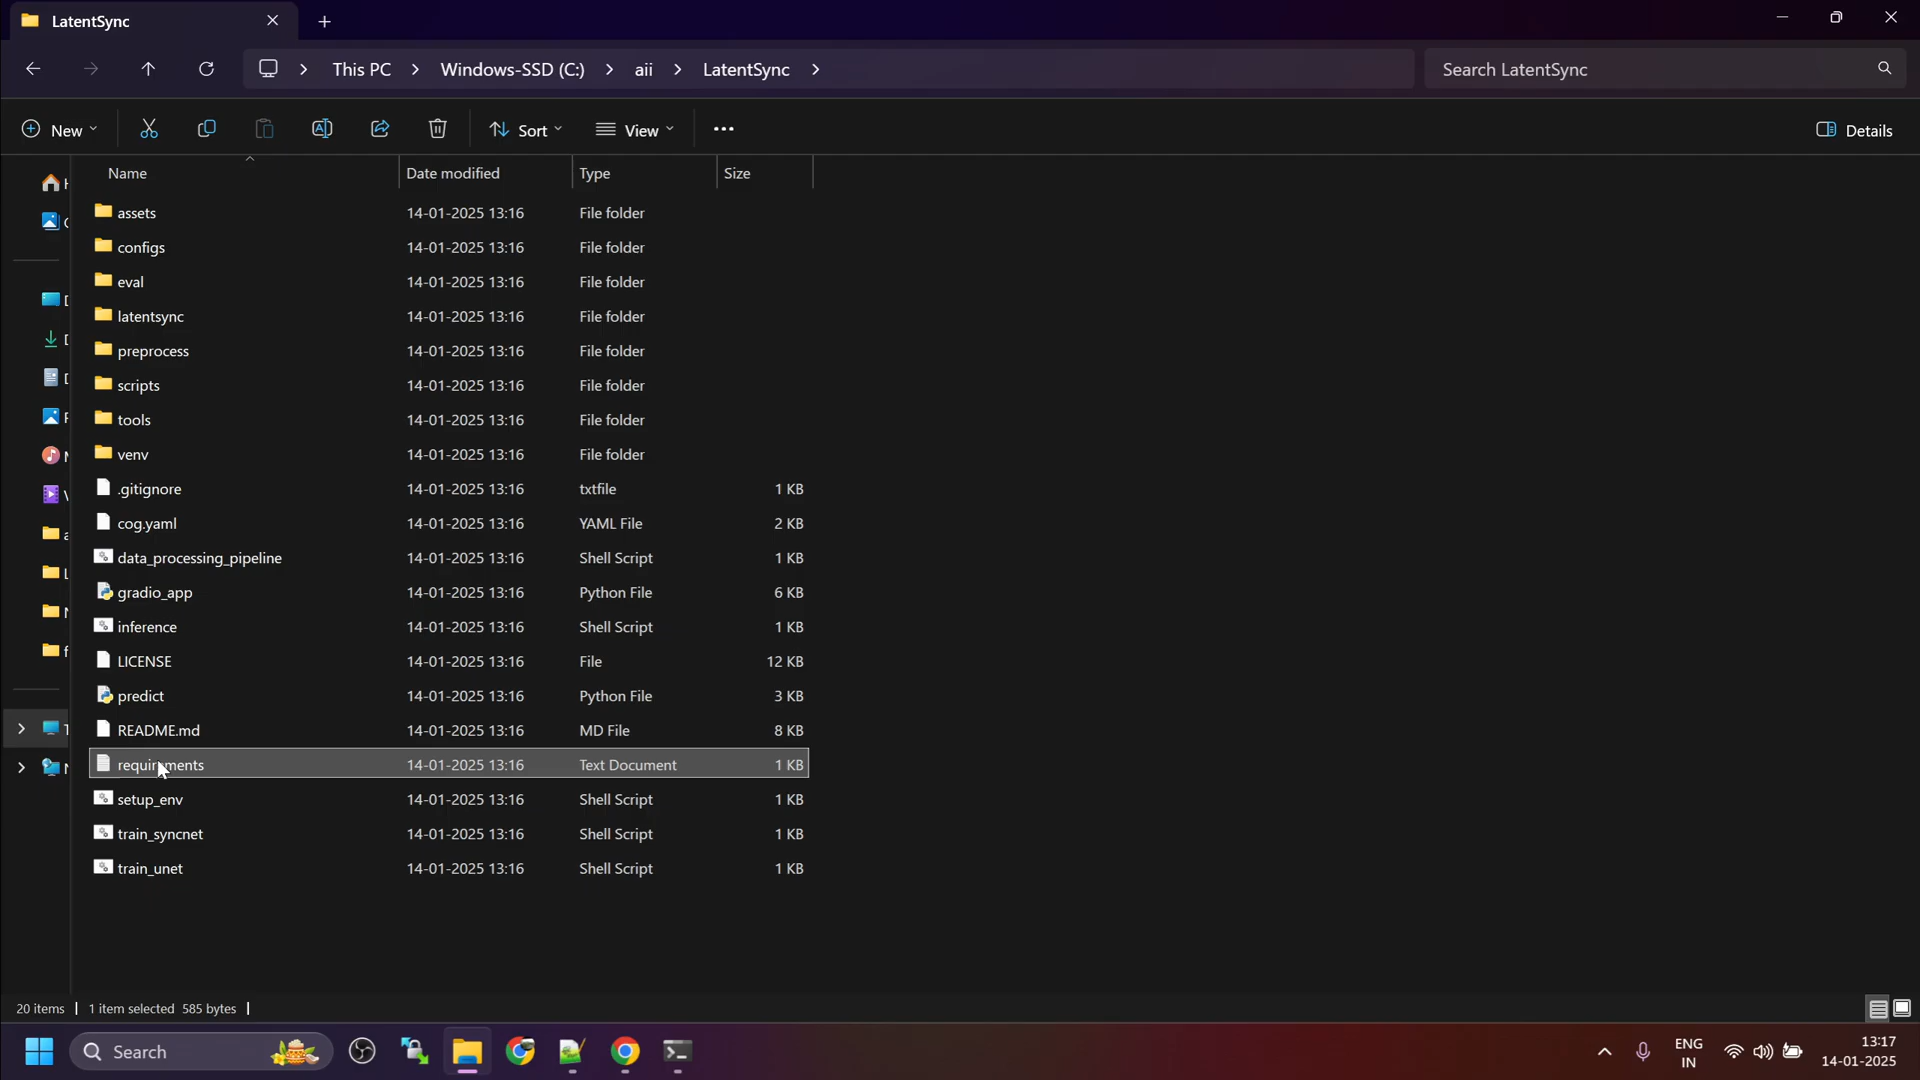 LatentSync
This PC Windows-SSD (C:) aii LatentSync
Search LatentSync
New Sort View Details
Name Date modified Type Size
assets 14-01-2025 13:16 File folder
configs 14-01-2025 13:16 File folder
eval 14-01-2025 13:16 File folder
latentsync 14-01-2025 13:16 File folder
preprocess 14-01-2025 13:16 File folder
scripts 14-01-2025 13:16 File folder
tools 14-01-2025 13:16 File folder
venv 14-01-2025 13:16 File folder
.gitignore 14-01-2025 13:16 txtfile 1 KB
cog.yaml 14-01-2025 13:16 YAML File 2 KB
data_processing_pipeline 14-01-2025 13:16 Shell Script 1 KB
gradio_app 14-01-2025 13:16 Python File 6 KB
inference 14-01-2025 13:16 Shell Script 1 KB
LICENSE 14-01-2025 13:16 File 12 KB
predict 14-01-2025 13:16 Python File 3 KB
README.md 14-01-2025 13:16 MD File 8 KB
requirements 14-01-2025 13:16 Text Document 1 KB
setup_env 14-01-2025 13:16 Shell Script 1 KB
train_syncnet 14-01-2025 13:16 Shell Script 1 KB
train_unet 14-01-2025 13:16 Shell Script 1 KB
20 items 1 item selected 585 bytes
Search
ENG
IN
13:17
14-01-2025